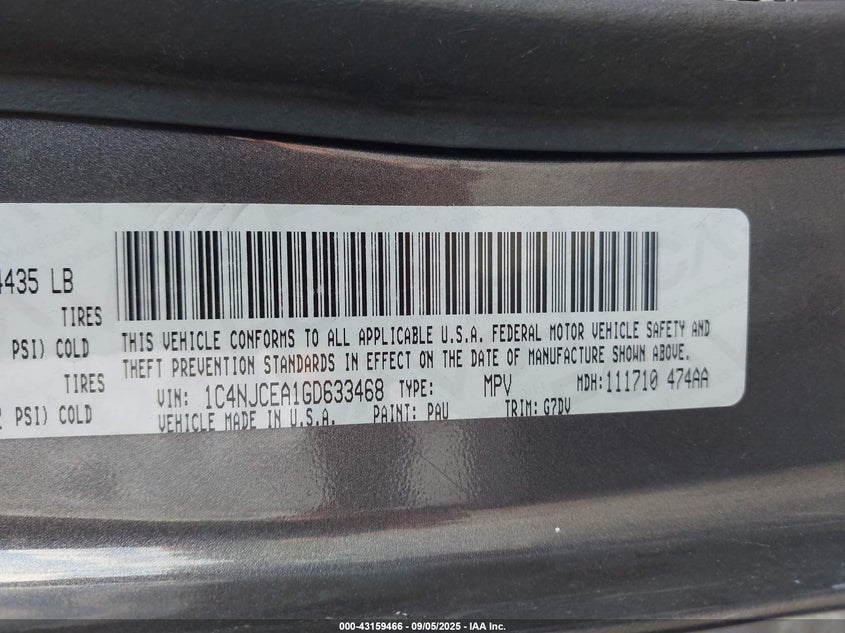 4435 LB
TIRES
PSI) COLD
TIRES
PSI) COLD
THIS VEHICLE CONFORMS TO ALL APPLICABLE U.S.A. FEDERAL MOTOR VEHICLE SAFETY AND
THEFT PREVENTION STANDARDS IN EFFECT ON THE DATE OF MANUFACTURE SHOWN ABOVE.
VIN: 1C4NJCEA1GD633468 TYPE: MPV MDH:111710 474AA
VEHICLE MADE IN U.S.A. PAINT: PAU TRIM: G7DV
000-43159466 - 09/05/2025 - IAA Inc.